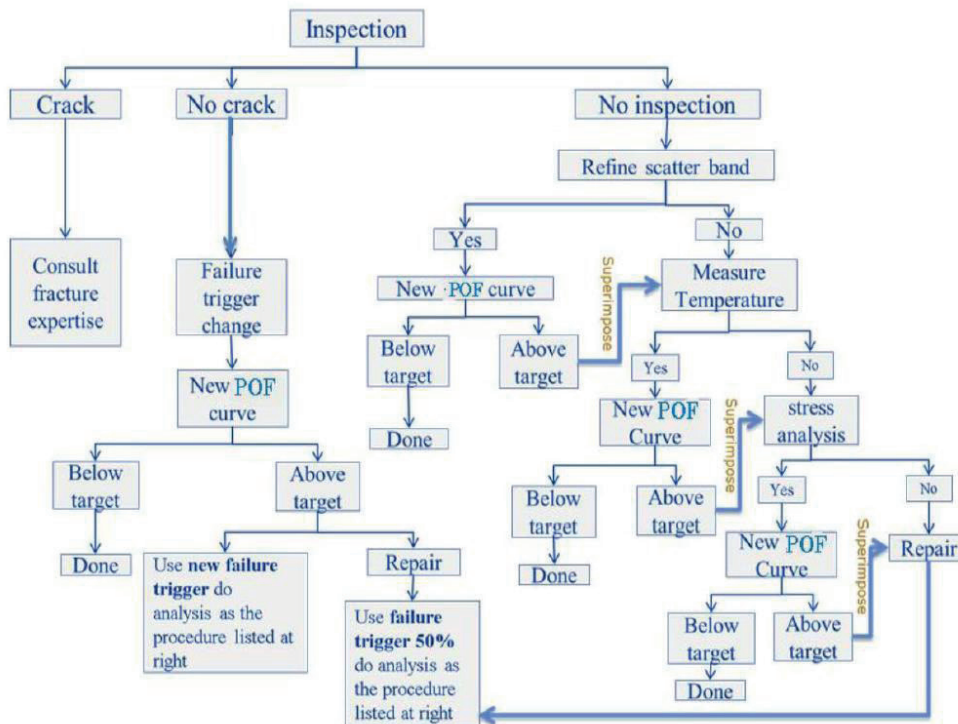 Inspection
Crack
No crack
No inspection
Refine scatter band
Yes
No
Consult
fracture
expertise
Failure
trigger
change
New ·POF curve
Superimpose
Measure
Temperature
Below
target
Above
target
Yes
No
New POF
curve
Done
New POF
Curve
Superimpose
stress
analysis
Below
target
Above
target
Below
target
Above
target
Yes
No
Done
Use new failure
trigger do
analysis as the
procedure listed at
right
Repair
Done
New POF
Curve
Superimpose
Repair
Use failure
trigger 50%
do analysis as
the procedure
listed at right
Below
target
Above
target
Done